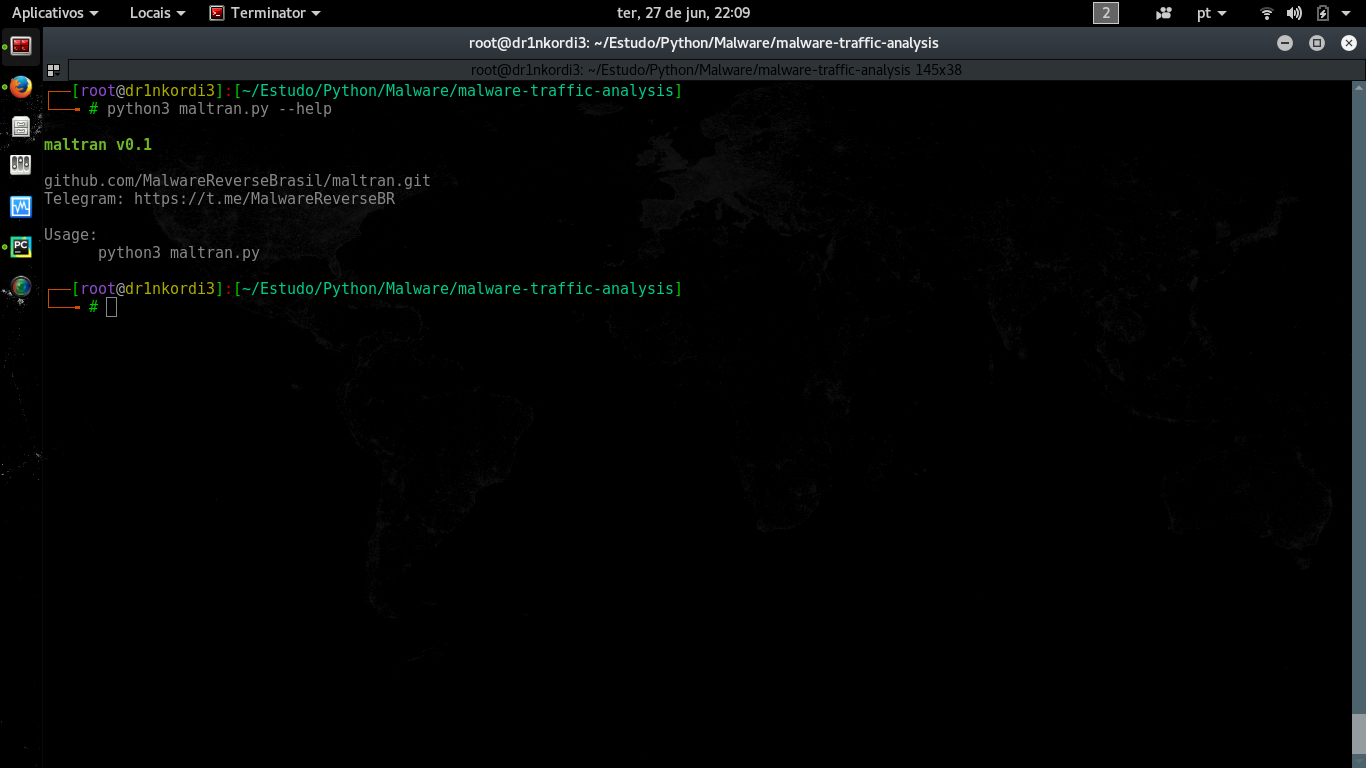 Aplicativos Locais Terminator ter, 27 de jun, 22:09 2 pt
root@dr1nkordi3: ~/Estudo/Python/Malware/malware-traffic-analysis
root@dr1nkordi3: ~/Estudo/Python/Malware/malware-traffic-analysis 145x38
[root@dr1nkordi3]:[~/Estudo/Python/Malware/malware-traffic-analysis]
# python3 maltran.py --help
maltran v0.1
github.com/MalwareReverseBrasil/maltran.git
Telegram: https://t.me/MalwareReverseBR
Usage:
python3 maltran.py
[root@dr1nkordi3]:[~/Estudo/Python/Malware/malware-traffic-analysis]
#
PC